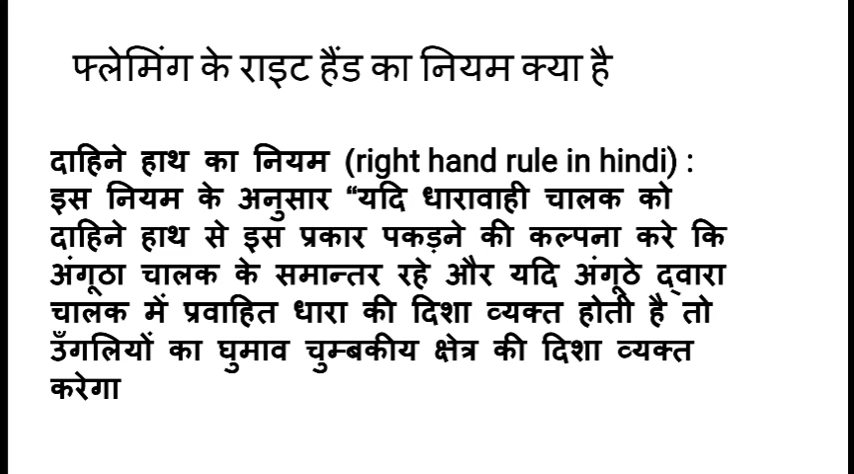 फ्लेमिंग के राइट हैंड का नियम क्या है
दाहिने हाथ का नियम (right hand rule in hindi) :
इस नियम के अनुसार “यदि धारावाही चालक को
दाहिने हाथ से इस प्रकार पकड़ने की कल्पना करे कि
अंगूठा चालक के समान्तर रहे और यदि अंगूठे द्वारा
चालक में प्रवाहित धारा की दिशा व्यक्त होती है तो
उँगलियों का घुमाव चुम्बकीय क्षेत्र की दिशा व्यक्त
करेगा